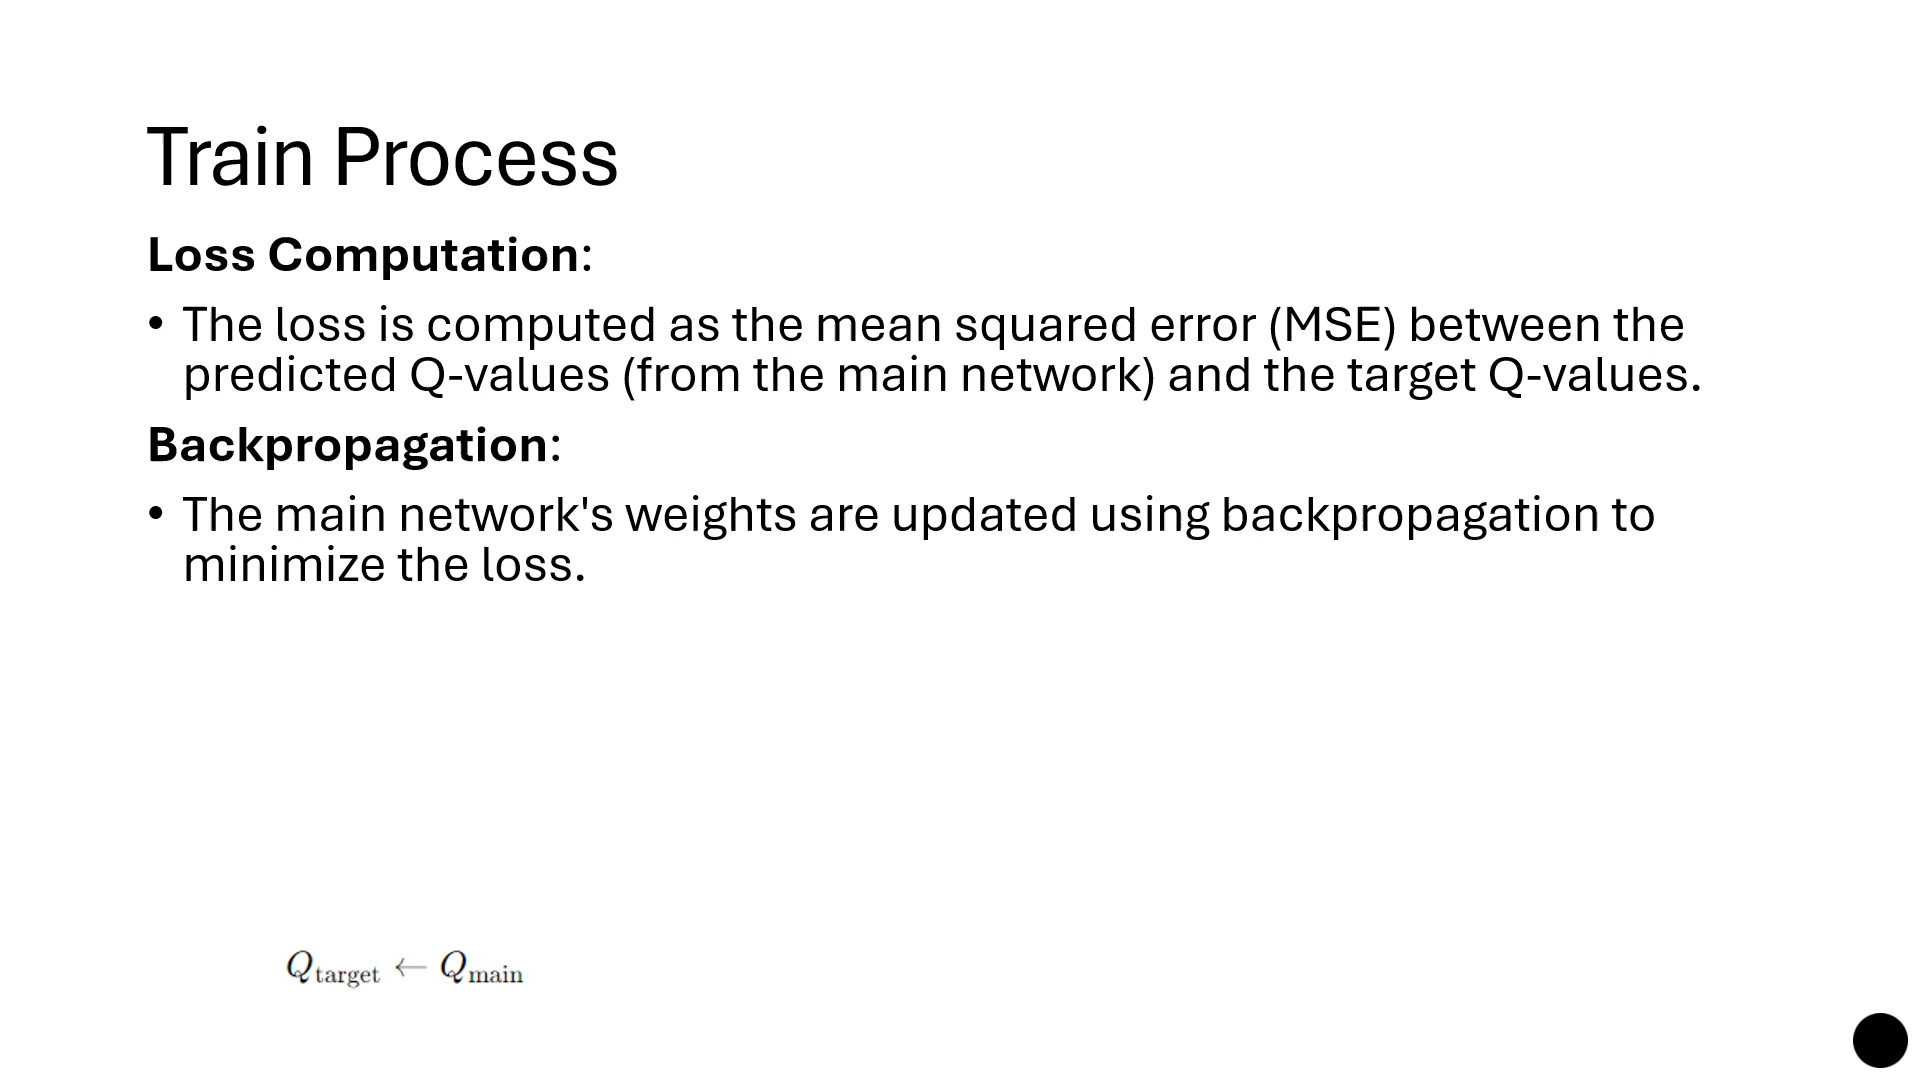 Train Process
Loss Computation:
• The loss is computed as the mean squared error (MSE) between the
predicted Q-values (from the main network) and the target Q-values.
Backpropagation:
• The main network's weights are updated using backpropagation to
minimize the loss.
Q_target ← Q_main